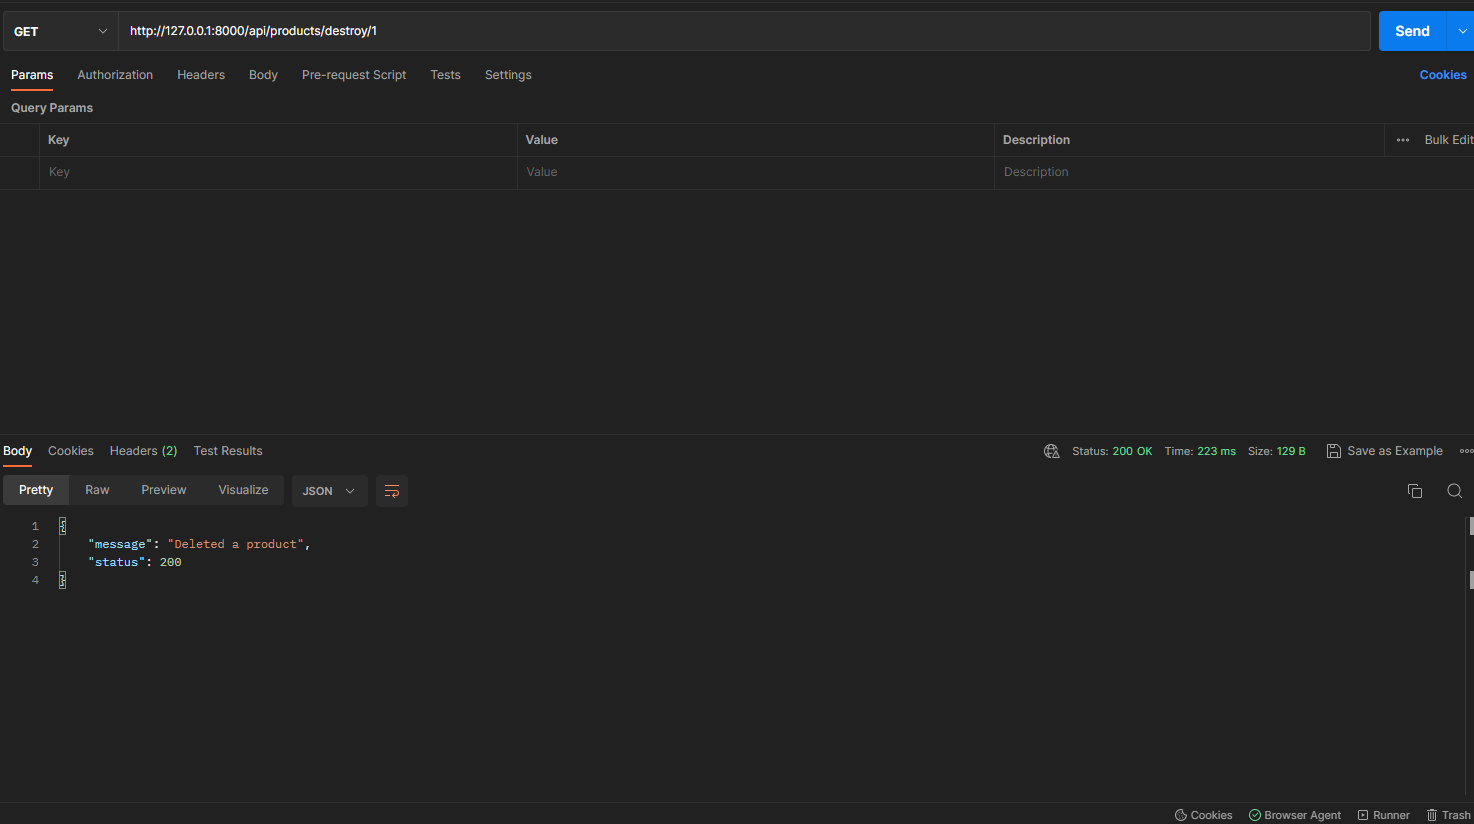 GET http://127.0.0.1:8000/api/products/destroy/1 Send
Params Authorization Headers Body Pre-request Script Tests Settings Cookies
Query Params
Key Value Description Bulk Edit
Key Value Description
Body Cookies Headers (2) Test Results Status: 200 OK Time: 223 ms Size: 129 B Save as Example
Pretty Raw Preview Visualize JSON
1 {
2 "message": "Deleted a product",
3 "status": 200
4 }
Cookies Browser Agent Runner Trash